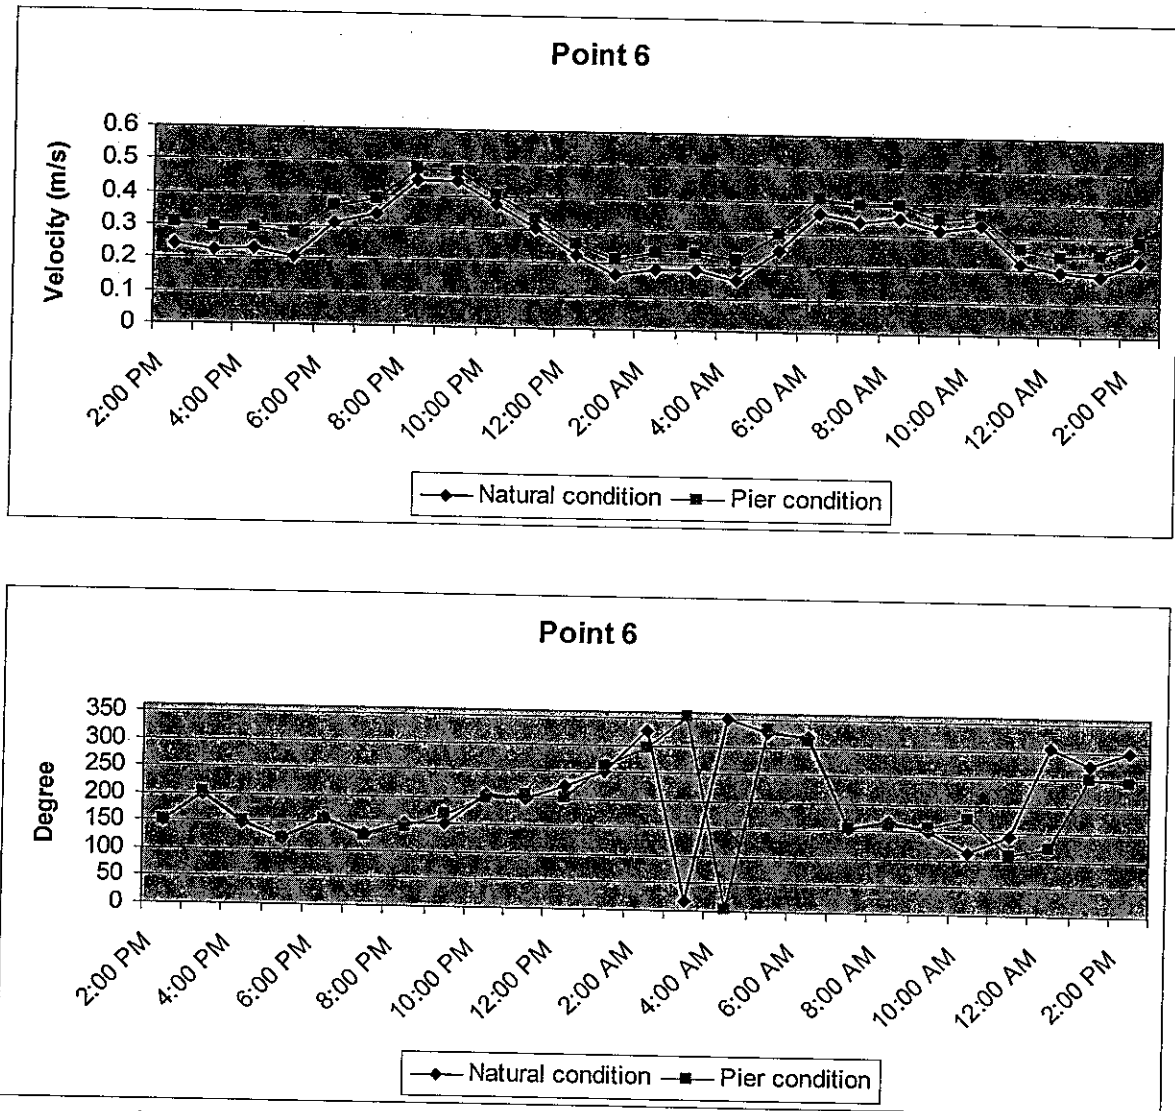 Point 6
0.6
0.5
0.4
0.3
0.2
0.1
0
Velocity (m/s)
2:00 PM
4:00 PM
6:00 PM
8:00 PM
10:00 PM
12:00 PM
2:00 AM
4:00 AM
6:00 AM
8:00 AM
10:00 AM
12:00 AM
2:00 PM
Natural condition Pier condition
Point 6
350
300
250
200
150
100
50
0
Degree
2:00 PM
4:00 PM
6:00 PM
8:00 PM
10:00 PM
12:00 PM
2:00 AM
4:00 AM
6:00 AM
8:00 AM
10:00 AM
12:00 AM
2:00 PM
Natural condition Pier condition